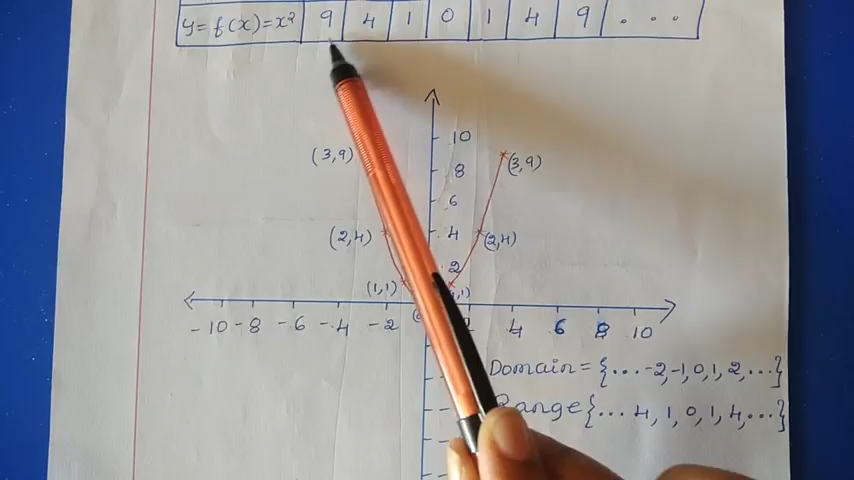 y = f(x) = x² 9 4 1 0 1 4 9 . . .
10
(3,9) 8 (3,9)
6
(2,4) 4 (2,4)
2
(1,1)
-10 -8 -6 -4 -2 2 4 6 8 10
Domain = {... -2, -1, 0, 1, 2, ...}
Range {... 4, 1, 0, 1, 4, ...}